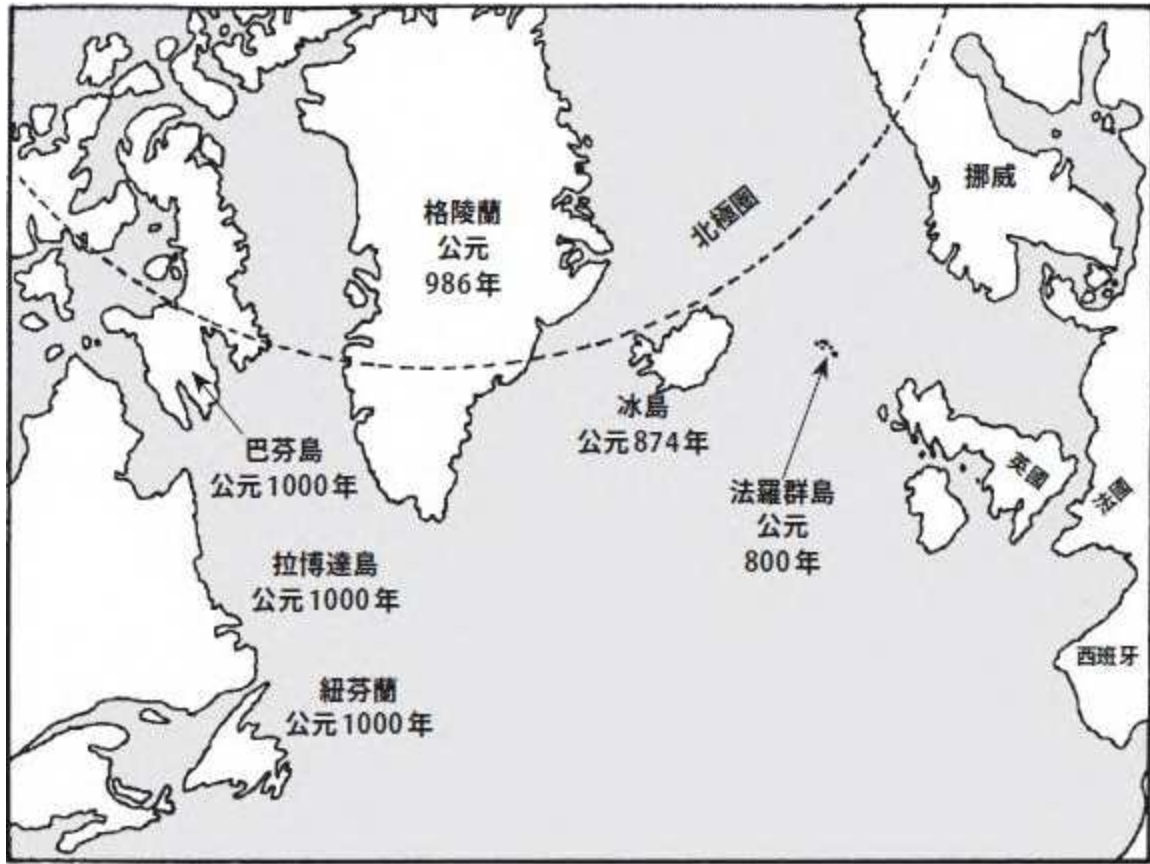 格陵蘭
公元
986年
北極圈
挪威
冰島
公元874年
巴芬島
公元1000年
法羅群島
公元
800年
英國
法國
拉博達島
公元1000年
西班牙
紐芬蘭
公元1000年